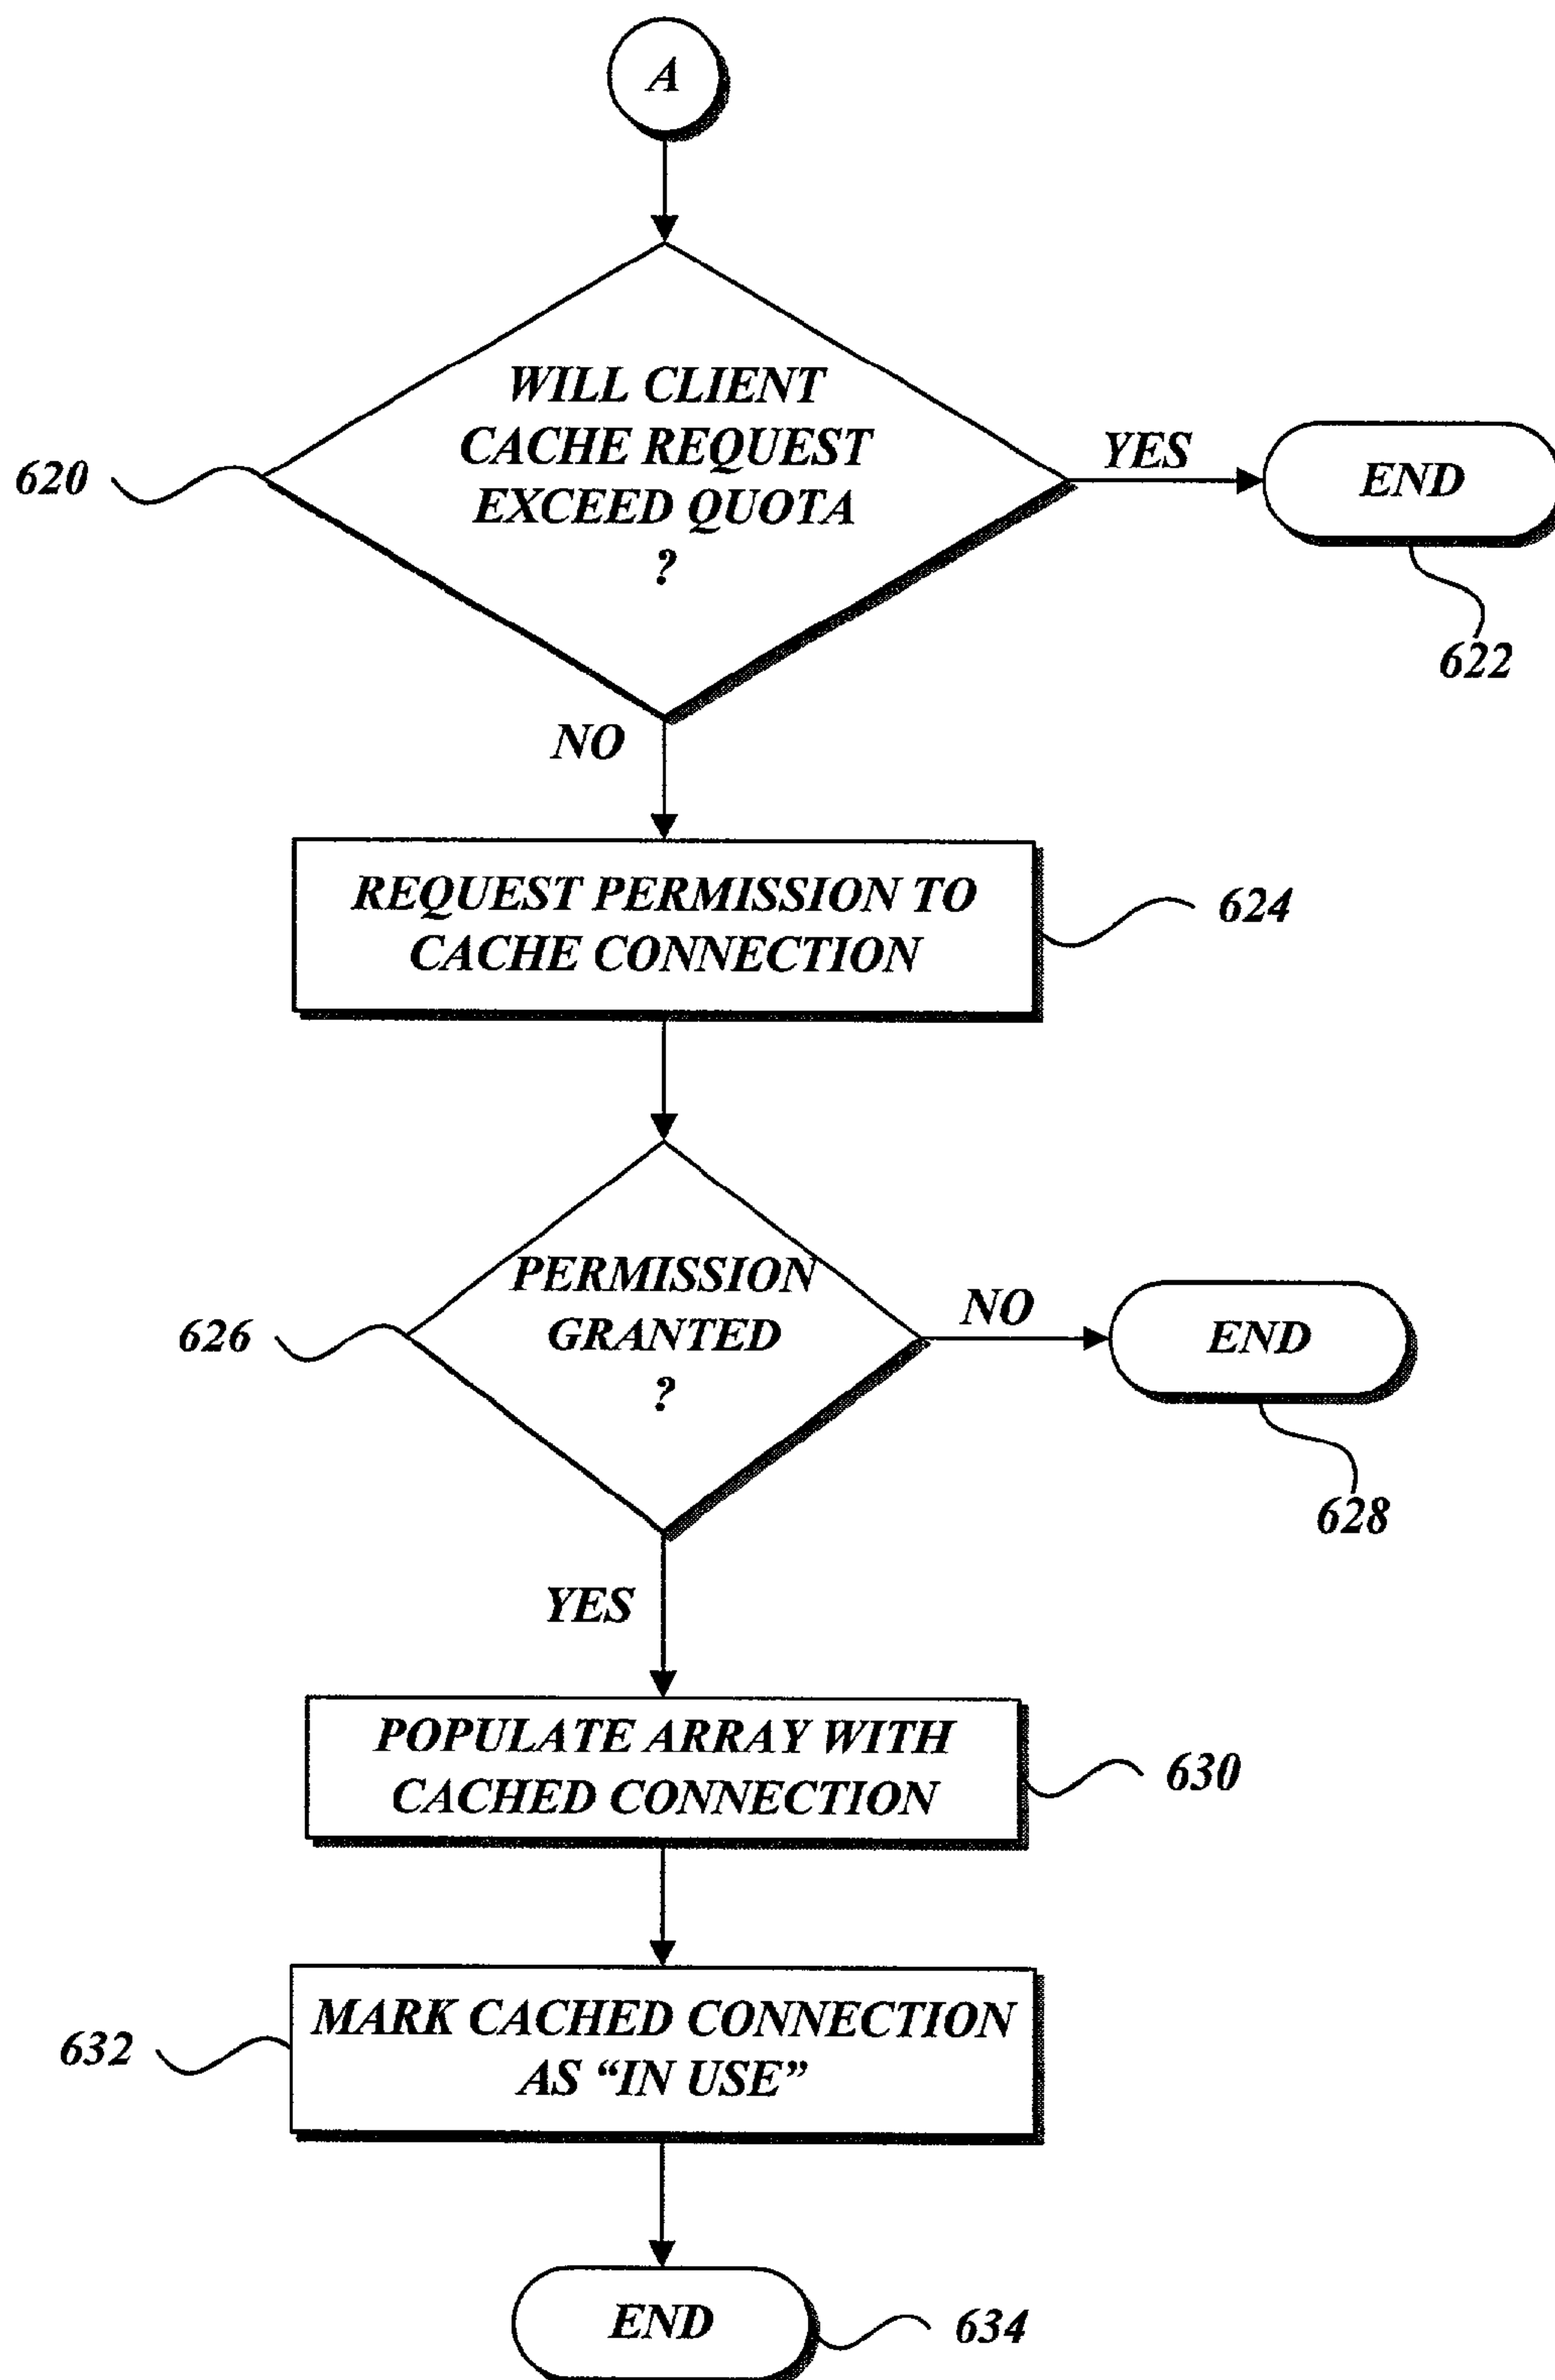 A
WILL CLIENT
CACHE REQUEST
EXCEED QUOTA
?
620
YES
END
622
NO
REQUEST PERMISSION TO
CACHE CONNECTION
624
PERMISSION
GRANTED
?
626
NO
END
628
YES
POPULATE ARRAY WITH
CACHED CONNECTION
630
MARK CACHED CONNECTION
AS “IN USE”
632
END
634